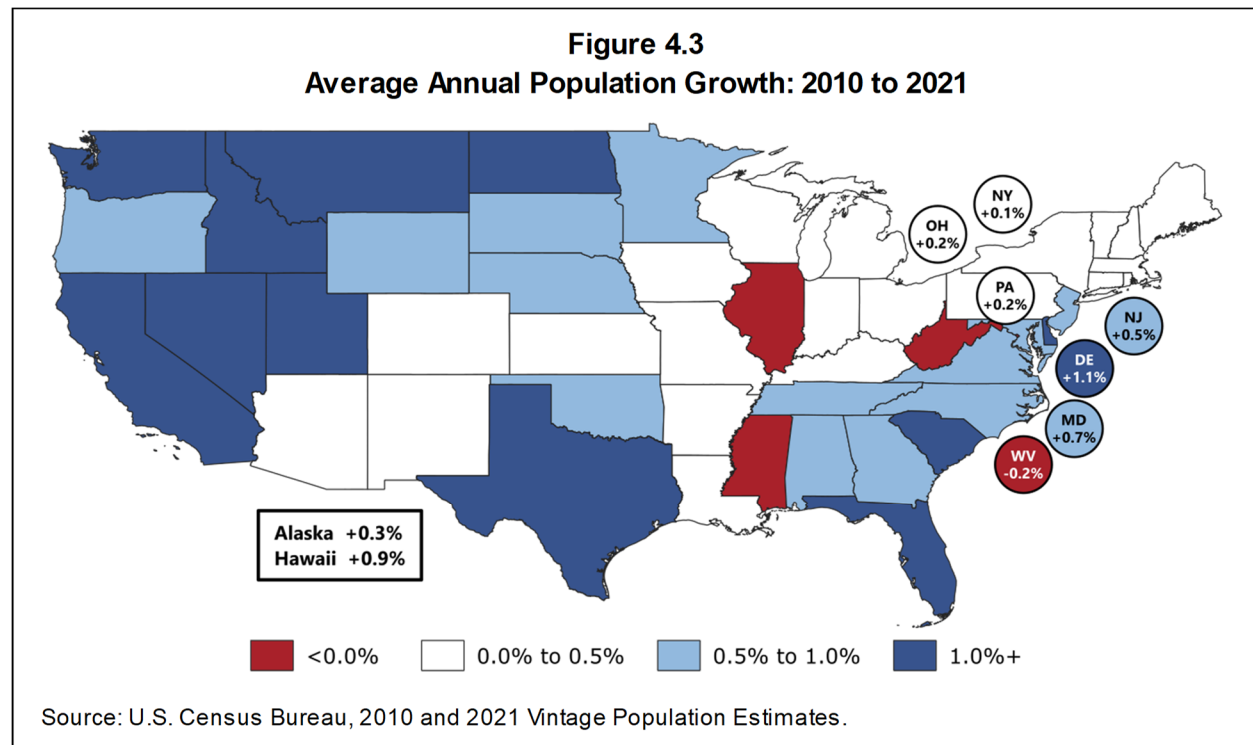 Figure 4.3
Average Annual Population Growth: 2010 to 2021
NY
+0.1%
OH
+0.2%
PA
+0.2%
NJ
+0.5%
DE
+1.1%
MD
+0.7%
WV
-0.2%
Alaska +0.3%
Hawaii +0.9%
<0.0%
0.0% to 0.5%
0.5% to 1.0%
1.0%+
Source: U.S. Census Bureau, 2010 and 2021 Vintage Population Estimates.